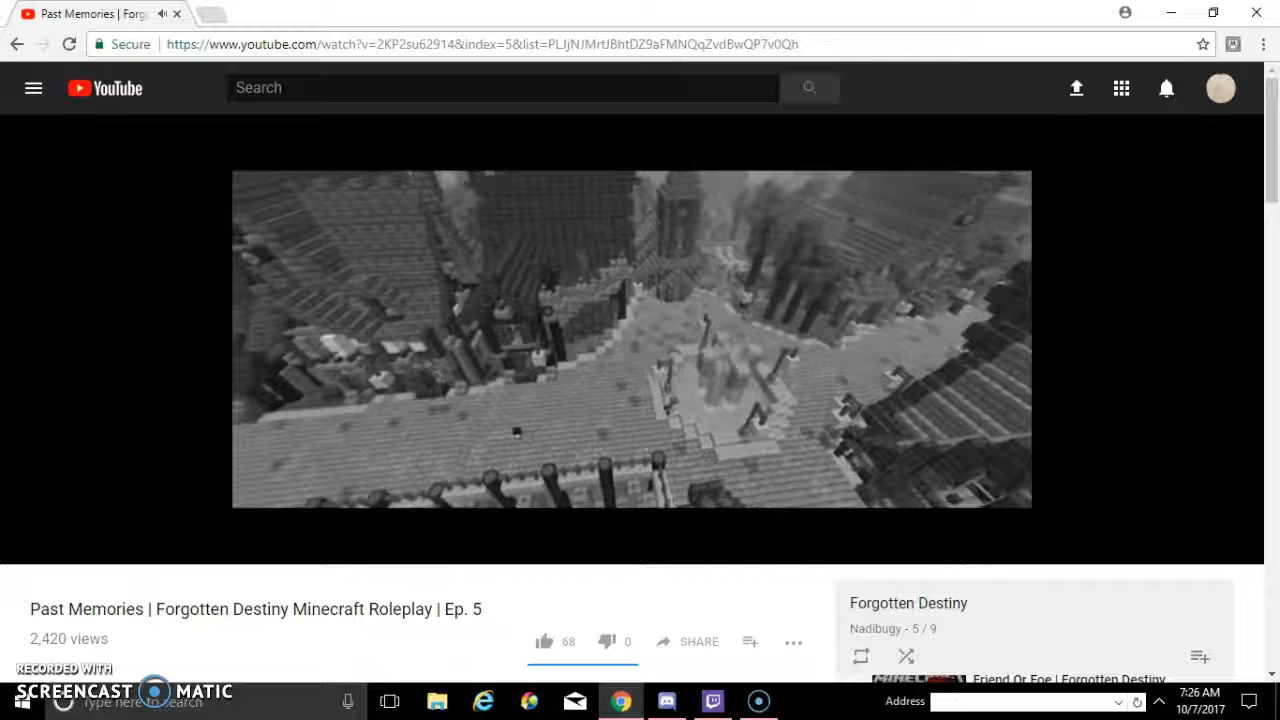 Past Memories | Forg
Secure
https://www.youtube.com/watch?v=2KP2su62914&index=5&list=PLJjNJMrtJBhtDZ9aFMNQqZvdBwQP7v0Qh
YouTube
Search
Past Memories | Forgotten Destiny Minecraft Roleplay | Ep. 5
2,420 views
68
0
SHARE
Forgotten Destiny
Nadibugy - 5 / 9
Friend Or Foe | Forgotten Destiny
RECORDED WITH
SCREENCAST MATIC
Type here to search
Address
7:26 AM
10/7/2017